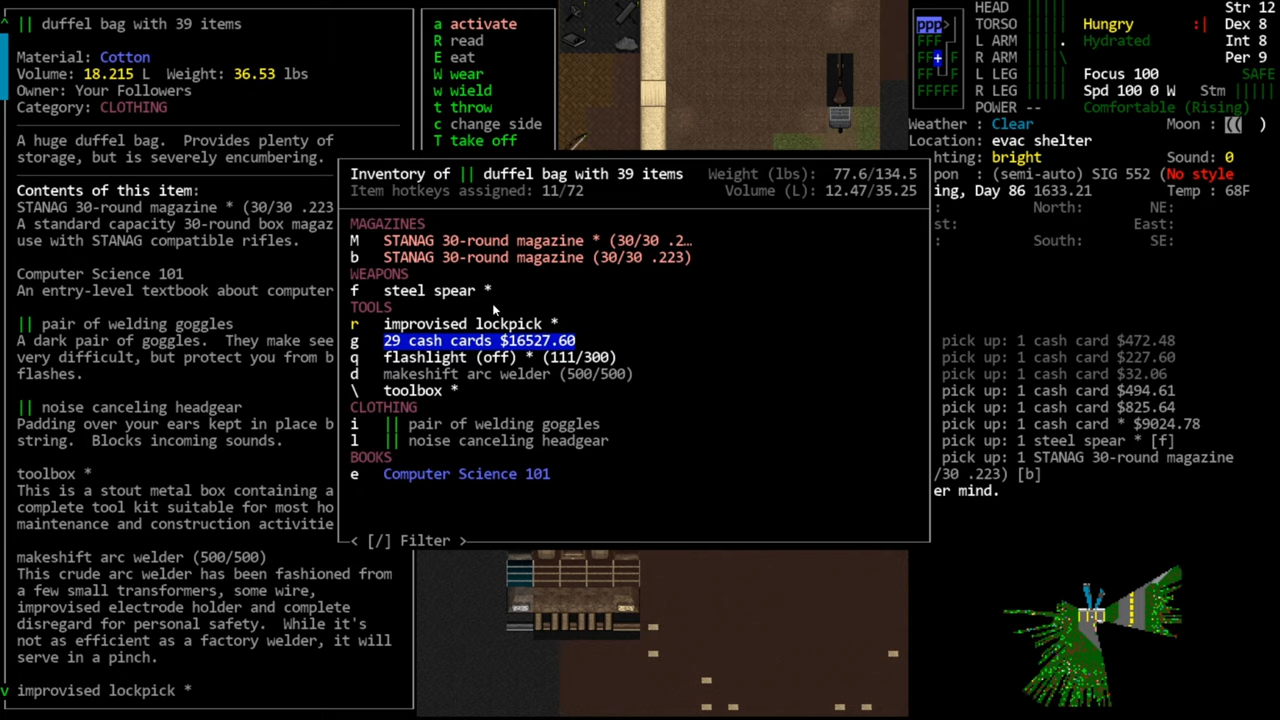 ^ || duffel bag with 39 items
Material: Cotton
Volume: 18.215 L  Weight: 36.53 lbs
Owner: Your Followers
Category: CLOTHING
A huge duffel bag.  Provides plenty of
storage, but is severely encumbering.
Contents of this item:
STANAG 30-round magazine * (30/30 .223
A standard capacity 30-round box magaz
use with STANAG compatible rifles.
Computer Science 101
An entry-level textbook about computer
|| pair of welding goggles
A dark pair of goggles.  They make see
very difficult, but protect you from b
flashes.
|| noise canceling headgear
Padding over your ears kept in place b
string.  Blocks incoming sounds.
toolbox *
This is a stout metal box containing a
complete tool kit suitable for most ho
maintenance and construction activitie
makeshift arc welder (500/500)
This crude arc welder has been fashioned from
a few small transformers, some wire,
improvised electrode holder and complete
disregard for personal safety.  While it's
not as efficient as a factory welder, it will
serve in a pinch.
v improvised lockpick *
a activate
R read
E eat
W wear
w wield
t throw
c change side
T take off
Inventory of || duffel bag with 39 items  Weight (lbs): 77.6/134.5
Item hotkeys assigned: 11/72  Volume (L): 12.47/35.25
MAGAZINES
M STANAG 30-round magazine * (30/30 .2…
b STANAG 30-round magazine (30/30 .223)
WEAPONS
f steel spear *
TOOLS
r improvised lockpick *
g 29 cash cards $16527.60
q flashlight (off) * (111/300)
d makeshift arc welder (500/500)
\ toolbox *
CLOTHING
i || pair of welding goggles
l || noise canceling headgear
BOOKS
e Computer Science 101
< [/] Filter >
ppp>
FFF
FF+ F
FF F
FFFFF
HEAD
TORSO
L ARM
R ARM
L LEG
R LEG
POWER --
Str 12
Hungry :| Dex 8
Hydrated Int 8
Per 9
Focus 100 SAFE
Spd 100 0 W Stm
Comfortable (Rising)
Weather : Clear Moon : (( )
Location: evac shelter
hting: bright Sound: 0
pon : (semi-auto) SIG 552 (No style
ing, Day 86 1633.21 Temp : 68F
: North: NE:
st: East:
: South: SE:
pick up: 1 cash card $472.48
pick up: 1 cash card $227.60
pick up: 1 cash card $32.06
pick up: 1 cash card $494.61
pick up: 1 cash card $825.64
pick up: 1 cash card * $9024.78
pick up: 1 steel spear * [f]
pick up: 1 STANAG 30-round magazine
/30 .223) [b]
er mind.